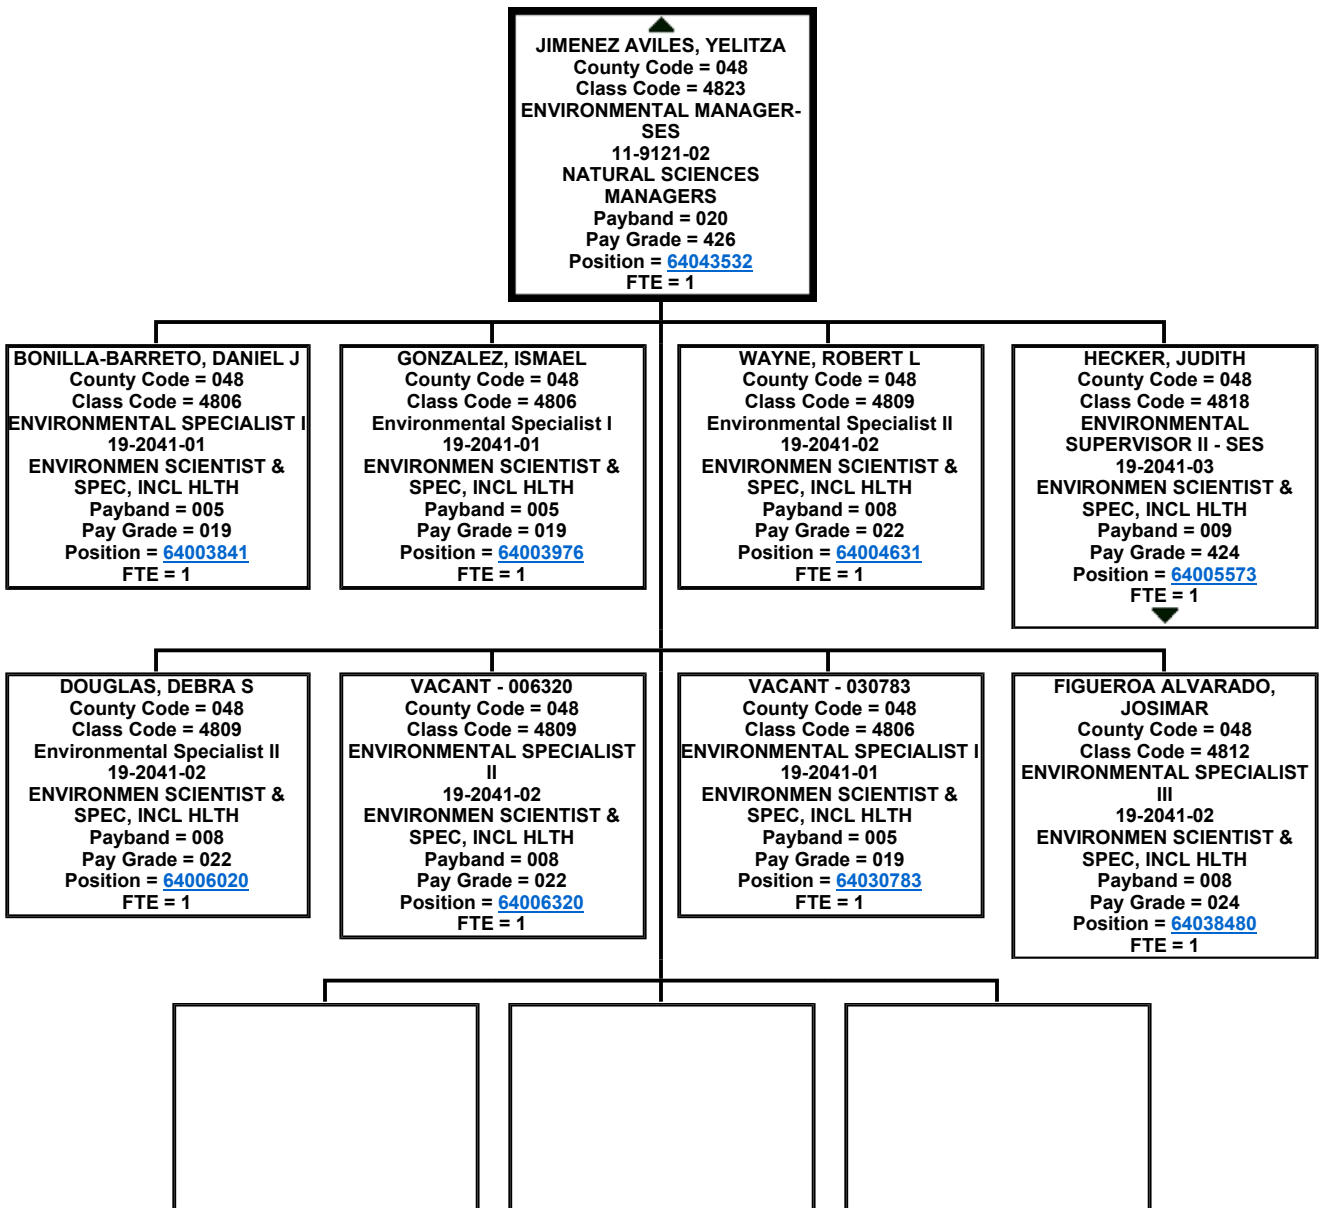 JIMENEZ AVILES, YELITZA
County Code = 048
Class Code = 4823
ENVIRONMENTAL MANAGER-
SES
11-9121-02
NATURAL SCIENCES
MANAGERS
Payband = 020
Pay Grade = 426
Position = 64043532
FTE = 1
BONILLA-BARRETO, DANIEL J
County Code = 048
Class Code = 4806
ENVIRONMENTAL SPECIALIST I
19-2041-01
ENVIRONMEN SCIENTIST &
SPEC, INCL HLTH
Payband = 005
Pay Grade = 019
Position = 64003841
FTE = 1
GONZALEZ, ISMAEL
County Code = 048
Class Code = 4806
Environmental Specialist I
19-2041-01
ENVIRONMEN SCIENTIST &
SPEC, INCL HLTH
Payband = 005
Pay Grade = 019
Position = 64003976
FTE = 1
WAYNE, ROBERT L
County Code = 048
Class Code = 4809
Environmental Specialist II
19-2041-02
ENVIRONMEN SCIENTIST &
SPEC, INCL HLTH
Payband = 008
Pay Grade = 022
Position = 64004631
FTE = 1
HECKER, JUDITH
County Code = 048
Class Code = 4818
ENVIRONMENTAL
SUPERVISOR II - SES
19-2041-03
ENVIRONMEN SCIENTIST &
SPEC, INCL HLTH
Payband = 009
Pay Grade = 424
Position = 64005573
FTE = 1
DOUGLAS, DEBRA S
County Code = 048
Class Code = 4809
Environmental Specialist II
19-2041-02
ENVIRONMEN SCIENTIST &
SPEC, INCL HLTH
Payband = 008
Pay Grade = 022
Position = 64006020
FTE = 1
VACANT - 006320
County Code = 048
Class Code = 4809
ENVIRONMENTAL SPECIALIST
II
19-2041-02
ENVIRONMEN SCIENTIST &
SPEC, INCL HLTH
Payband = 008
Pay Grade = 022
Position = 64006320
FTE = 1
VACANT - 030783
County Code = 048
Class Code = 4806
ENVIRONMENTAL SPECIALIST I
19-2041-01
ENVIRONMEN SCIENTIST &
SPEC, INCL HLTH
Payband = 005
Pay Grade = 019
Position = 64030783
FTE = 1
FIGUEROA ALVARADO,
JOSIMAR
County Code = 048
Class Code = 4812
ENVIRONMENTAL SPECIALIST
III
19-2041-02
ENVIRONMEN SCIENTIST &
SPEC, INCL HLTH
Payband = 008
Pay Grade = 024
Position = 64038480
FTE = 1